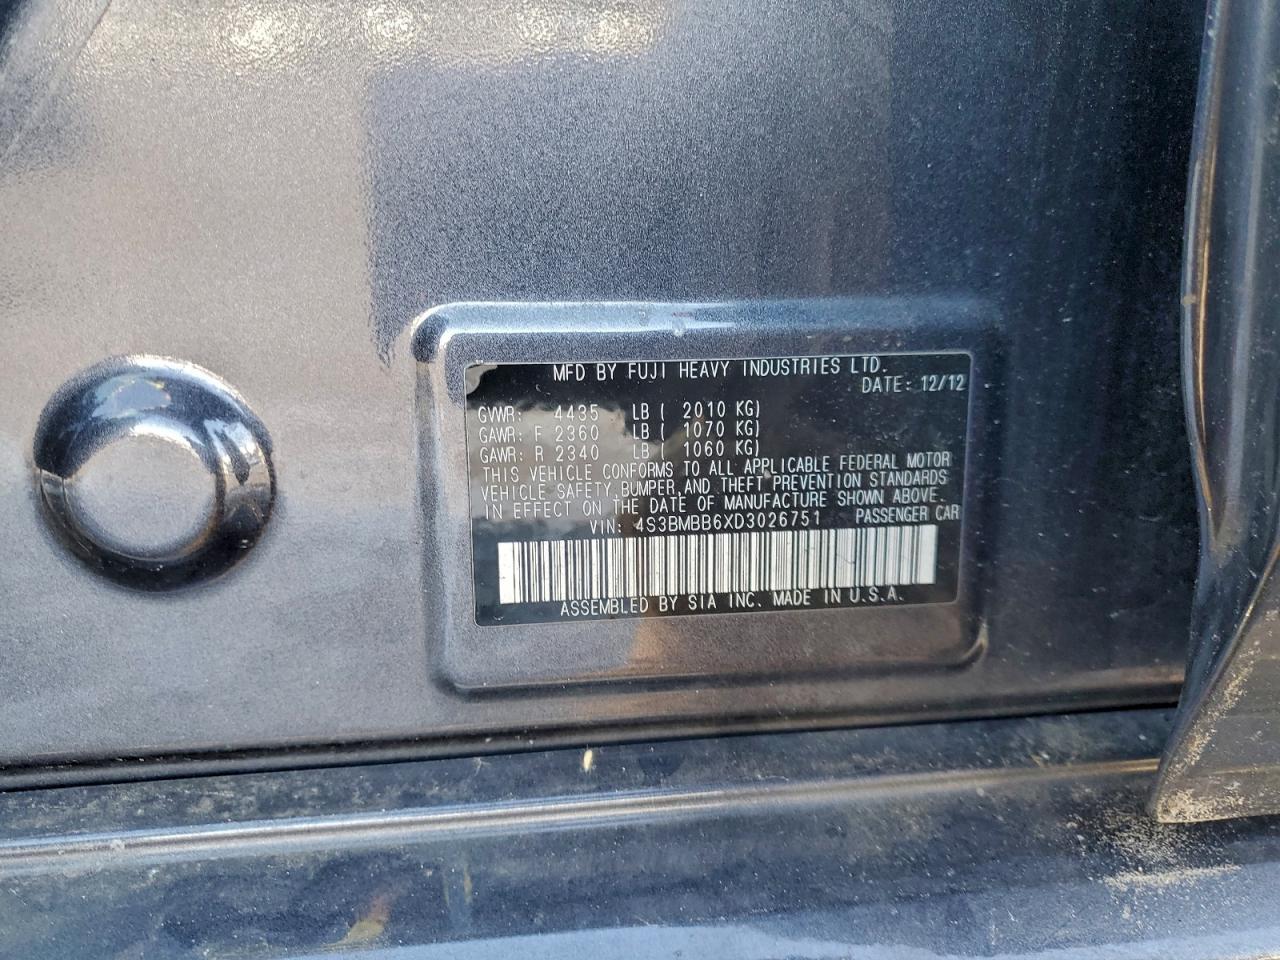 MFD BY FUJI HEAVY INDUSTRIES LTD.
DATE: 12/12
GVWR: 4435 LB ( 2010 KG)
GAWR: F 2360 LB ( 1070 KG)
GAWR: R 2340 LB ( 1060 KG)
THIS VEHICLE CONFORMS TO ALL APPLICABLE FEDERAL MOTOR
VEHICLE SAFETY, BUMPER, AND THEFT PREVENTION STANDARDS
IN EFFECT ON THE DATE OF MANUFACTURE SHOWN ABOVE.
VIN: 4S3BMBB6XD3026751 PASSENGER CAR
ASSEMBLED BY SIA INC. MADE IN U.S.A.